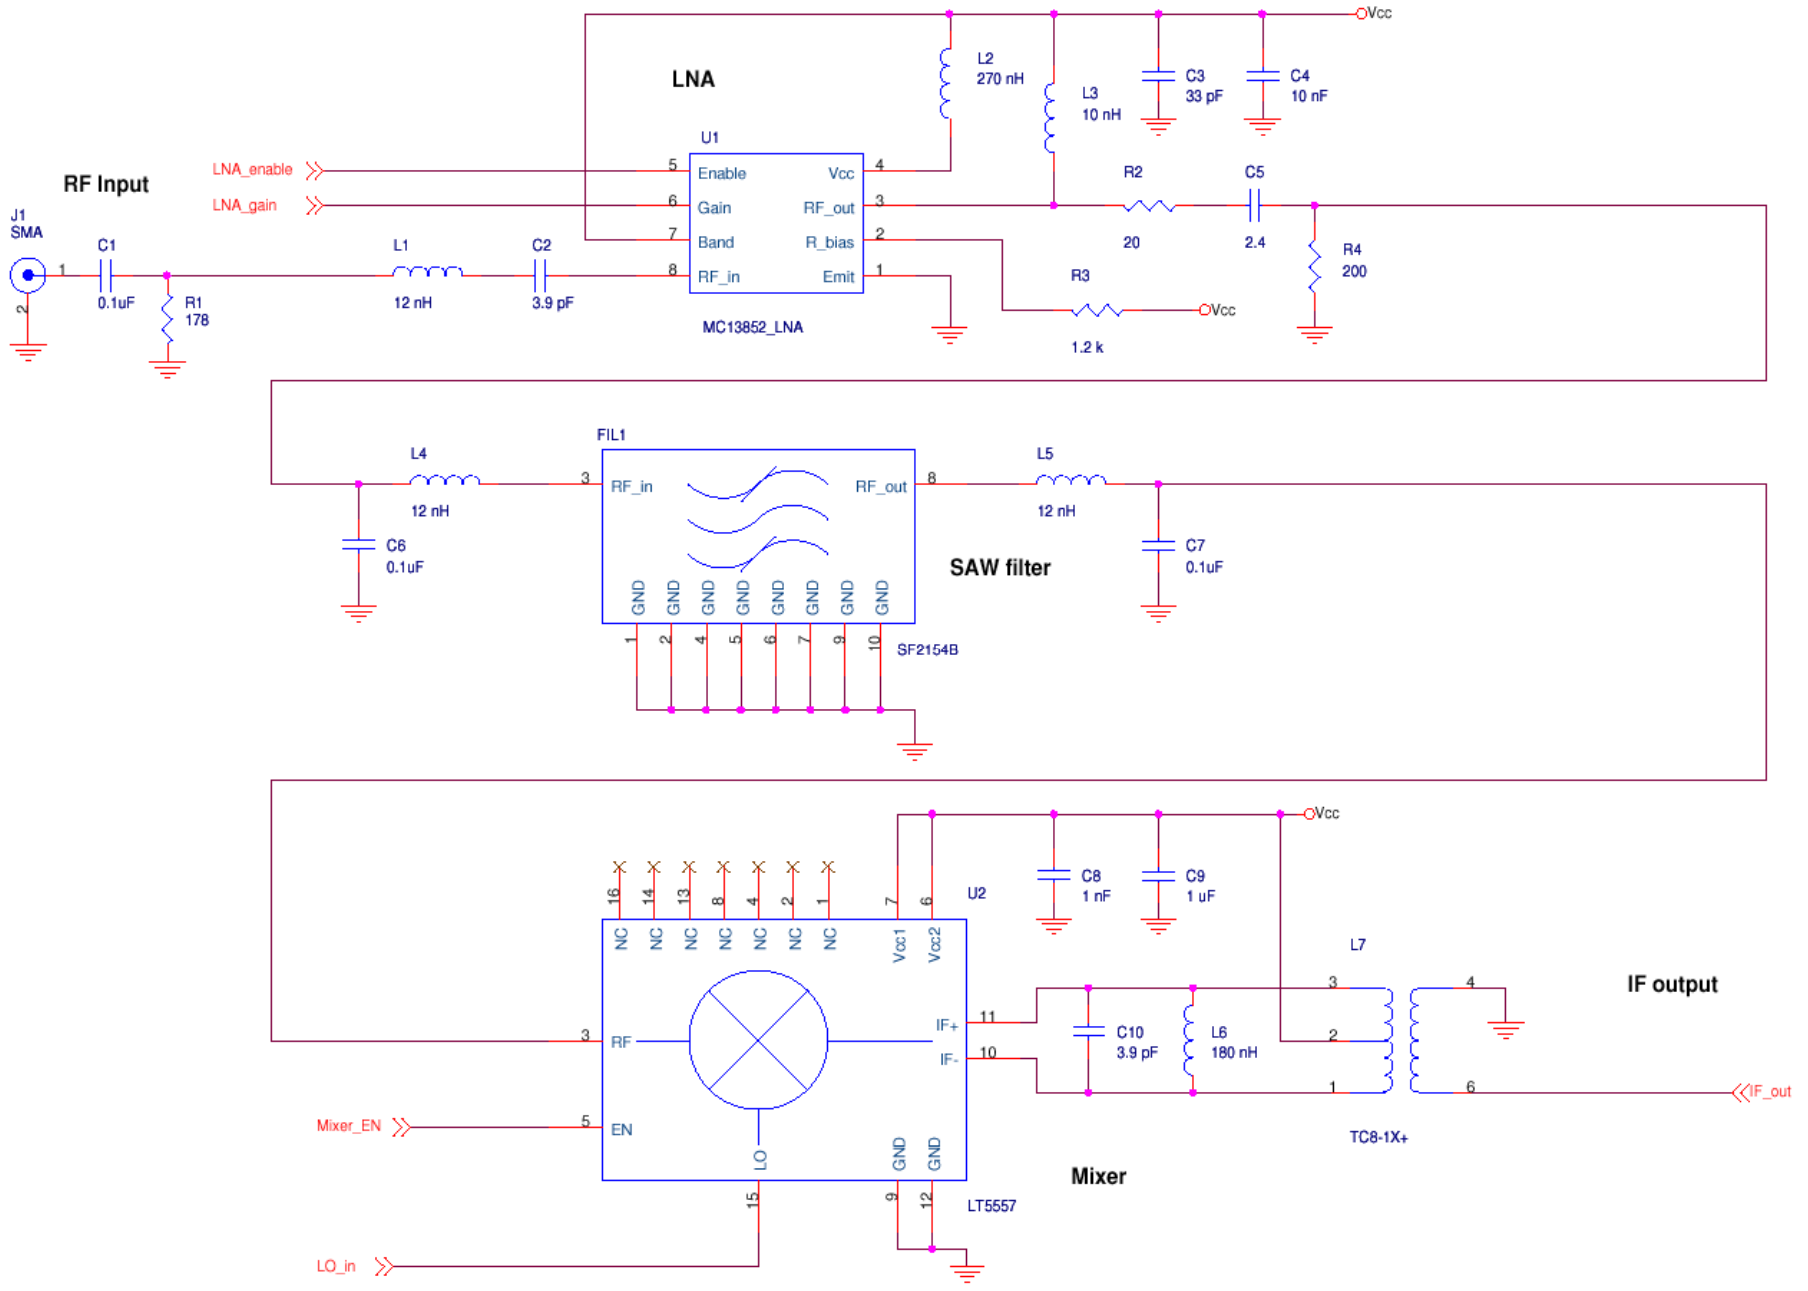 Vcc
L2
270 nH
C3
33 pF
C4
10 nF
L3
10 nH
LNA
U1
LNA_enable
5
Enable
Vcc
4
R2
C5
RF Input
LNA_gain
6
Gain
RF_out
3
20
2.4
J1
SMA
7
Band
R_bias
2
R4
200
1
C1
L1
C2
8
RF_in
Emit
1
R3
2
0.1uF
R1
178
12 nH
3.9 pF
Vcc
MC13852_LNA
1.2 k
FIL1
L4
L5
3
RF_in
RF_out
8
12 nH
12 nH
C6
0.1uF
C7
0.1uF
SAW filter
GND GND GND GND GND GND GND GND
1 2 4 5 6 7 9 10
SF2154B
Vcc
16 14 13 8 4 2 1 7 6
U2
C8
1 nF
C9
1 uF
NC NC NC NC NC NC NC Vcc1 Vcc2
L7
3
4
IF output
IF+
11
C10
3.9 pF
L6
180 nH
3
RF
2
IF-
10
1
6
IF_out
Mixer_EN
5
EN
TC8-1X+
LO
GND GND
Mixer
15
9 12
LT5557
LO_in